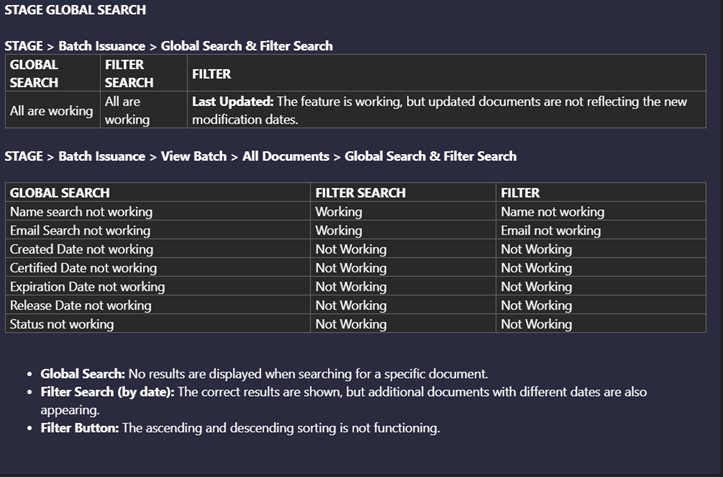 STAGE GLOBAL SEARCH
STAGE > Batch Issuance > Global Search & Filter Search
GLOBAL SEARCH FILTER SEARCH FILTER
All are working All are working Last Updated: The feature is working, but updated documents are not reflecting the new modification dates.
STAGE > Batch Issuance > View Batch > All Documents > Global Search & Filter Search
GLOBAL SEARCH FILTER SEARCH FILTER
Name search not working Working Name not working
Email Search not working Working Email not working
Created Date not working Not Working Not Working
Certified Date not working Not Working Not Working
Expiration Date not working Not Working Not Working
Release Date not working Not Working Not Working
Status not working Not Working Not Working
• Global Search: No results are displayed when searching for a specific document.
• Filter Search (by date): The correct results are shown, but additional documents with different dates are also
appearing.
• Filter Button: The ascending and descending sorting is not functioning.